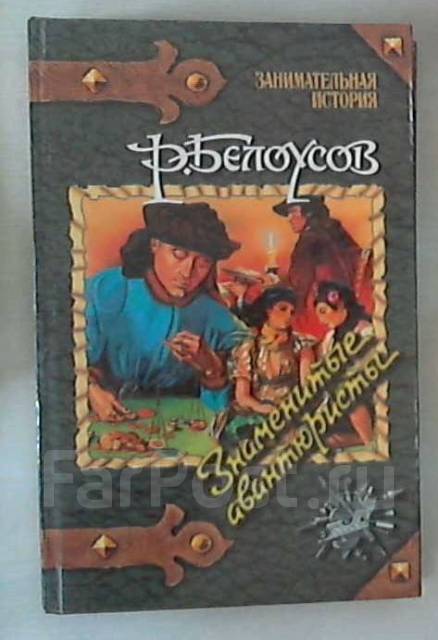 ЗАНИМАТЕЛЬНАЯ
ИСТОРИЯ
Р.БЕЛОУСОВ
Знаменитые
авантюристы
FarPost.ru